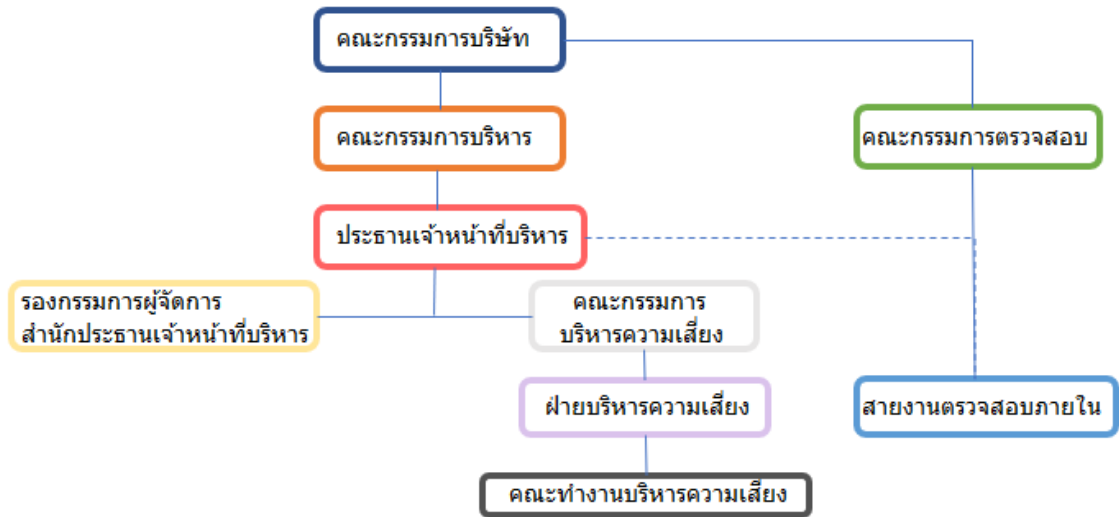 คณะกรรมการบริษัท
คณะกรรมการบริหาร
คณะกรรมการตรวจสอบ
ประธานเจ้าหน้าที่บริหาร
รองกรรมการผู้จัดการ
สำนักประธานเจ้าหน้าที่บริหาร
คณะกรรมการ
บริหารความเสี่ยง
ฝ่ายบริหารความเสี่ยง
สายงานตรวจสอบภายใน
คณะทำงานบริหารความเสี่ยง